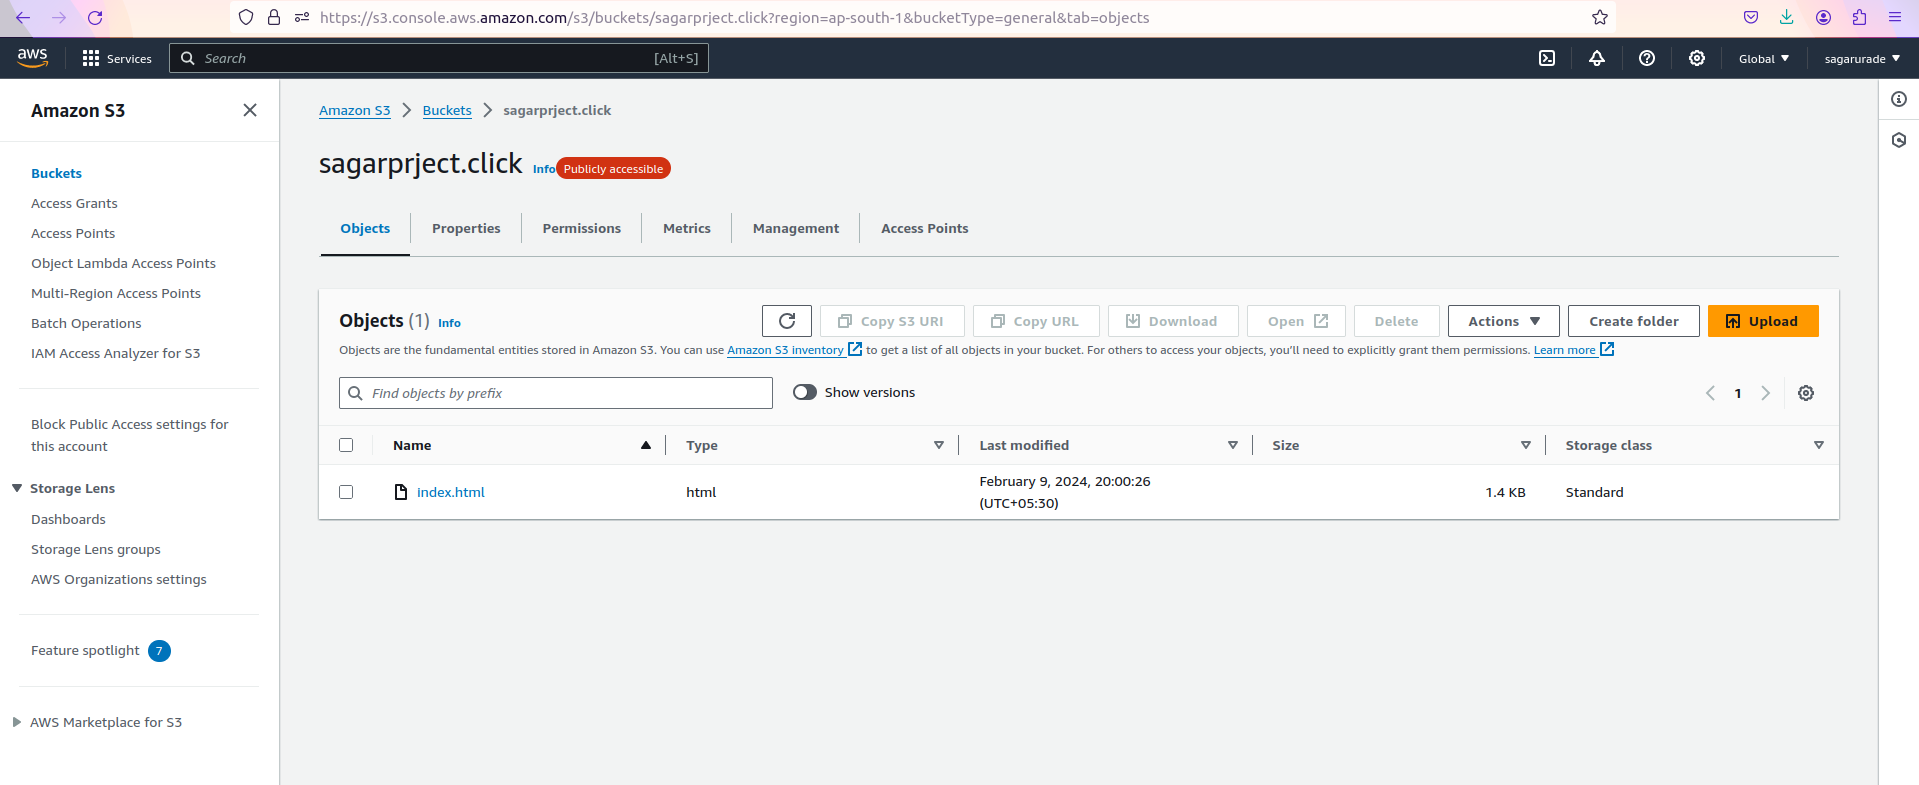 https://s3.console.aws.amazon.com/s3/buckets/sagarprject.click?region=ap-south-1&bucketType=general&tab=objects
aws Services Search [Alt+S] Global sagarurade
Amazon S3
Buckets
Access Grants
Access Points
Object Lambda Access Points
Multi-Region Access Points
Batch Operations
IAM Access Analyzer for S3
Block Public Access settings for
this account
Storage Lens
Dashboards
Storage Lens groups
AWS Organizations settings
Feature spotlight 7
AWS Marketplace for S3
Amazon S3 Buckets sagarprject.click
sagarprject.click Info Publicly accessible
Objects Properties Permissions Metrics Management Access Points
Objects (1) Info Copy S3 URI Copy URL Download Open Delete Actions Create folder Upload
Objects are the fundamental entities stored in Amazon S3. You can use Amazon S3 inventory to get a list of all objects in your bucket. For others to access your objects, you'll need to explicitly grant them permissions. Learn more
Find objects by prefix Show versions 1
Name Type Last modified Size Storage class
index.html html February 9, 2024, 20:00:26 1.4 KB Standard
(UTC+05:30)